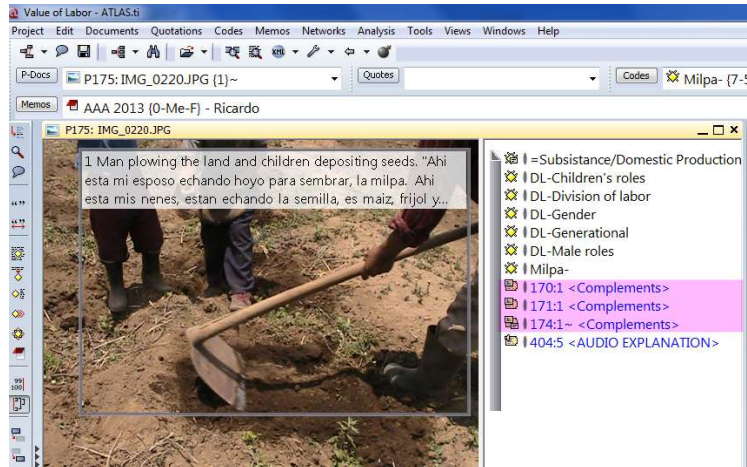 Value of Labor - ATLAS.ti
Project Edit Documents Quotations Codes Memos Networks Analysis Tools Views Windows Help
P-Docs P175: IMG_0220.JPG {1}~ Quotes Codes Milpa- {7-5
Memos AAA 2013 {0-Me-F} - Ricardo
P175: IMG_0220.JPG
1 Man plowing the land and children depositing seeds. "Ahi
esta mi esposo echando hoyo para sembrar, la milpa. Ahi
esta mis nenes, estan echando la semilla, es maiz, frijol y...
=Subsistance/Domestic Production
DL-Children's roles
DL-Division of labor
DL-Gender
DL-Generational
DL-Male roles
Milpa-
170:1 <Complements>
171:1 <Complements>
174:1~ <Complements>
404:5 <AUDIO EXPLANATION>